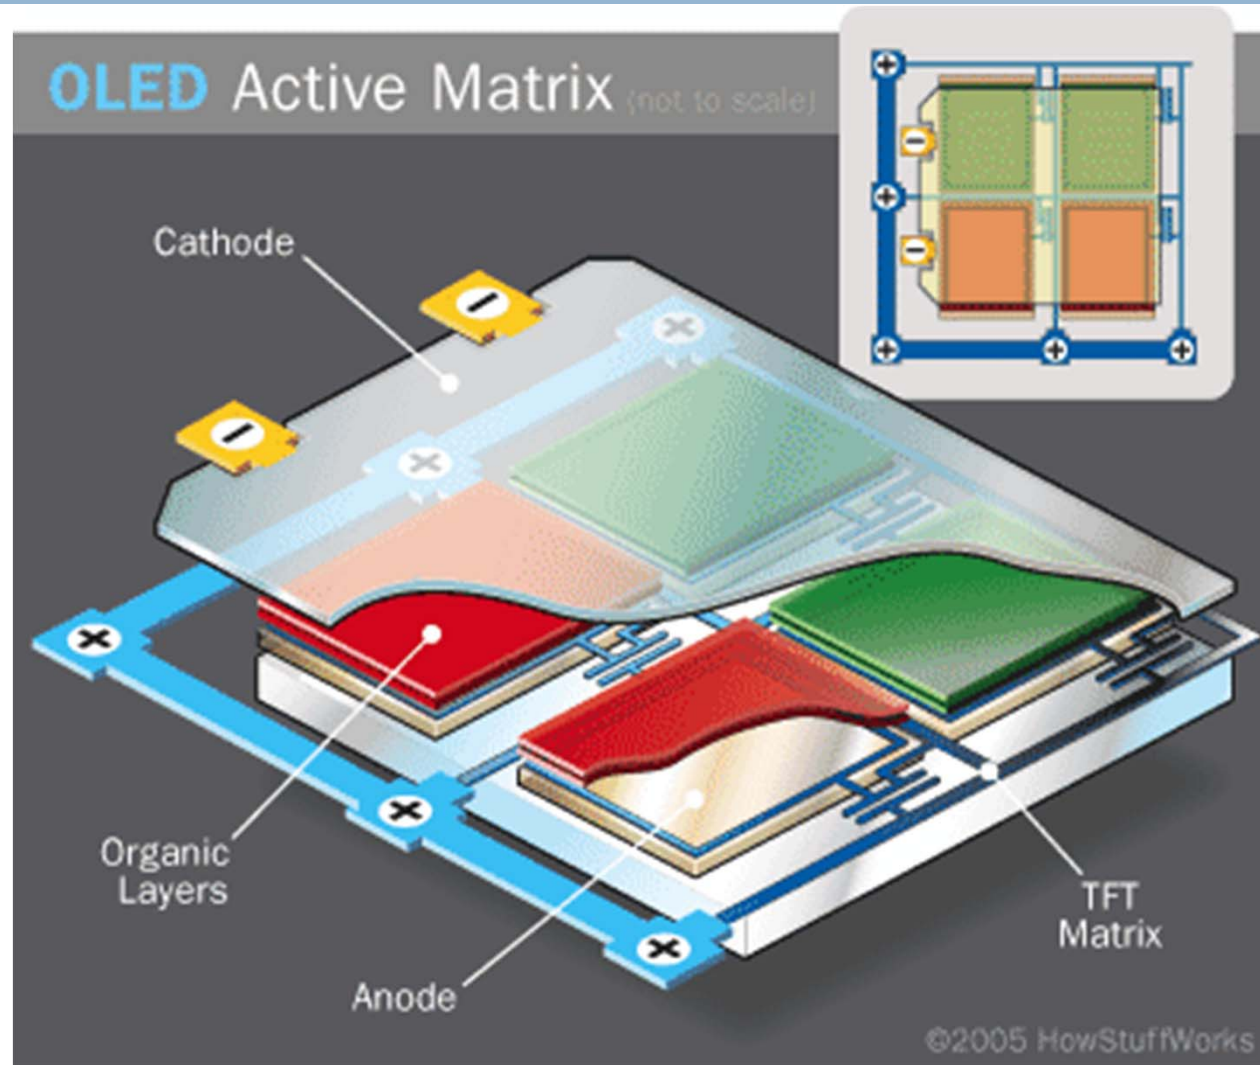 OLED Active Matrix (not to scale)
Cathode
Organic
Layers
Anode
TFT
Matrix
©2005 HowStuffWorks